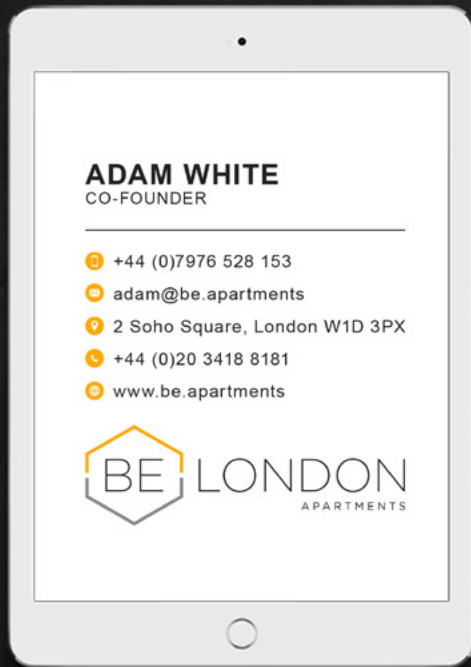 ADAM WHITE
CO-FOUNDER
+44 (0)7976 528 153
adam@be.apartments
2 Soho Square, London W1D 3PX
+44 (0)20 3418 8181
www.be.apartments
BE LONDON
APARTMENTS